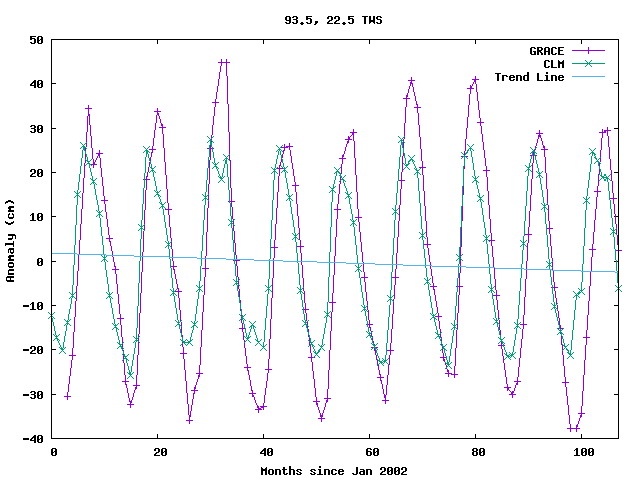 93.5, 22.5 TWS
GRACE
CLM
Trend Line
50
40
30
20
10
0
-10
-20
-30
-40
Anomaly (cm)
0 20 40 60 80 100
Months since Jan 2002